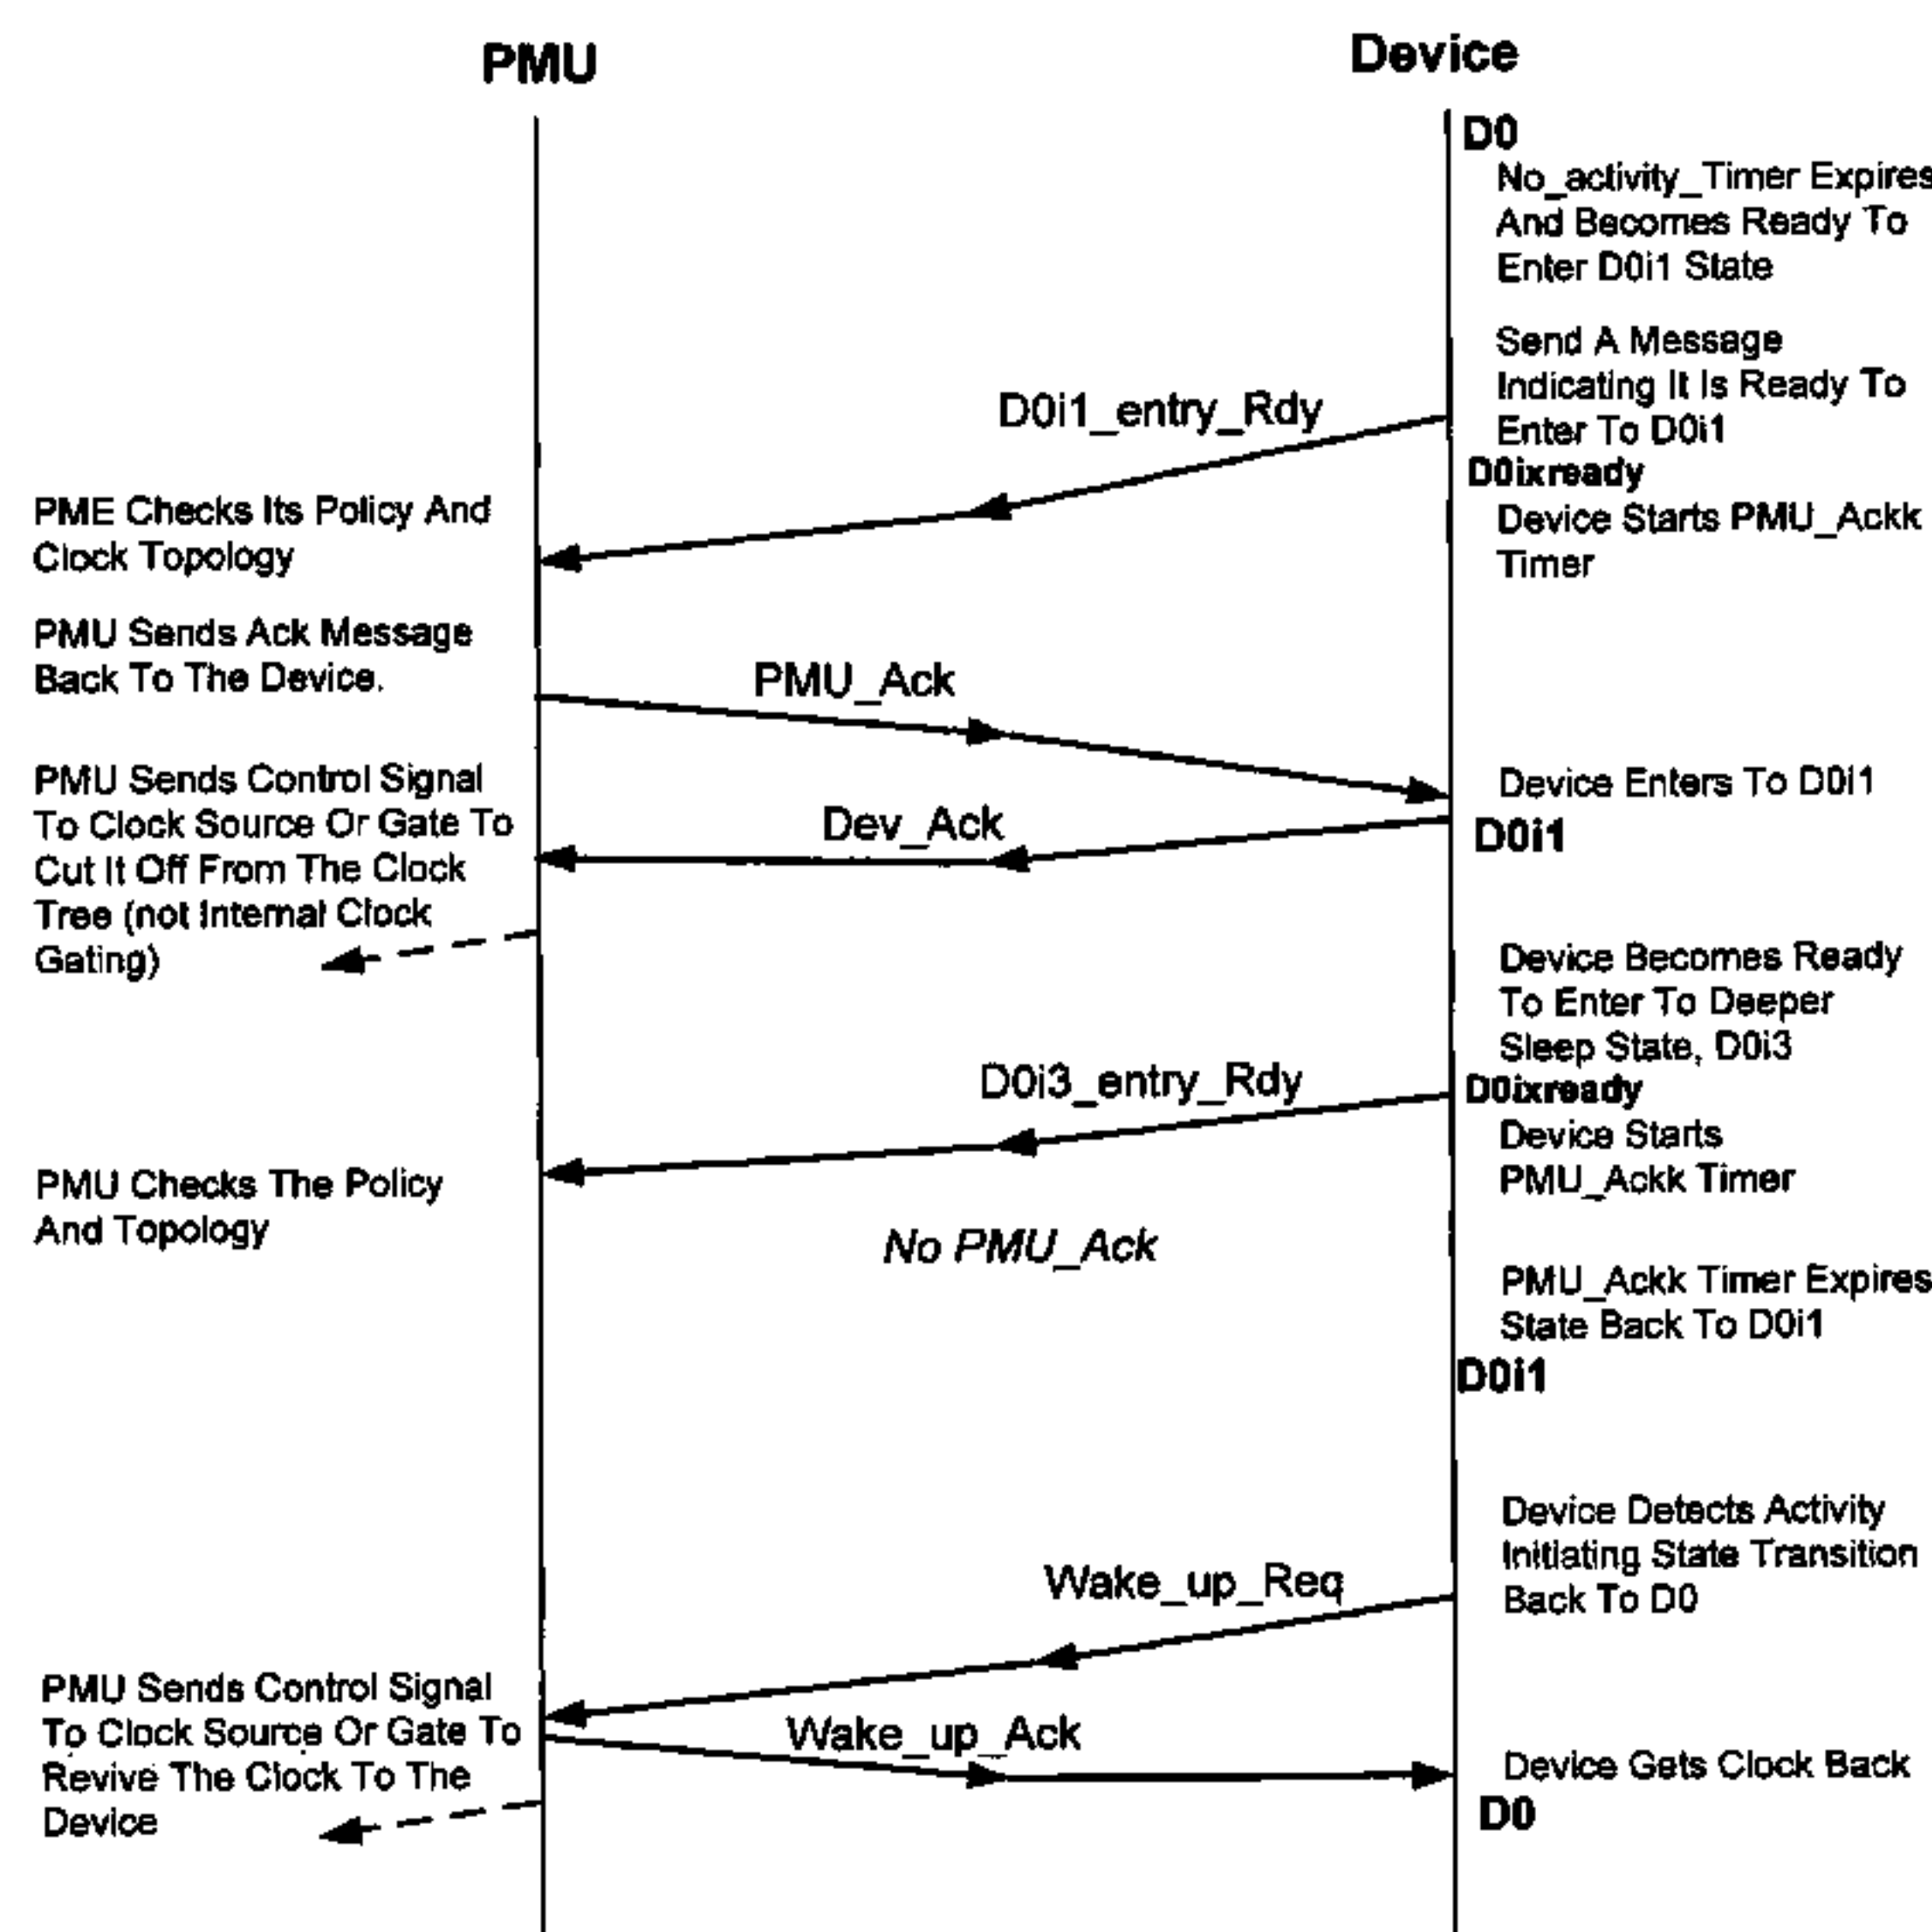 PMU
Device
D0
No_activity_Timer Expires
And Becomes Ready To
Enter D0i1 State
Send A Message
Indicating It Is Ready To
Enter To D0i1
D0i1_entry_Rdy
D0ixready
Device Starts PMU_Ackk
Timer
PME Checks Its Policy And
Clock Topology
PMU Sends Ack Message
Back To The Device.
PMU_Ack
PMU Sends Control Signal
To Clock Source Or Gate To
Cut It Off From The Clock
Tree (not Internal Clock
Gating)
Device Enters To D0i1
Dev_Ack
D0i1
Device Becomes Ready
To Enter To Deeper
Sleep State, D0i3
D0i3_entry_Rdy
D0ixready
Device Starts
PMU_Ackk Timer
PMU Checks The Policy
And Topology
No PMU_Ack
PMU_Ackk Timer Expires
State Back To D0i1
D0i1
Device Detects Activity
Initiating State Transition
Back To D0
Wake_up_Req
PMU Sends Control Signal
To Clock Source Or Gate To
Revive The Clock To The
Device
Wake_up_Ack
Device Gets Clock Back
D0